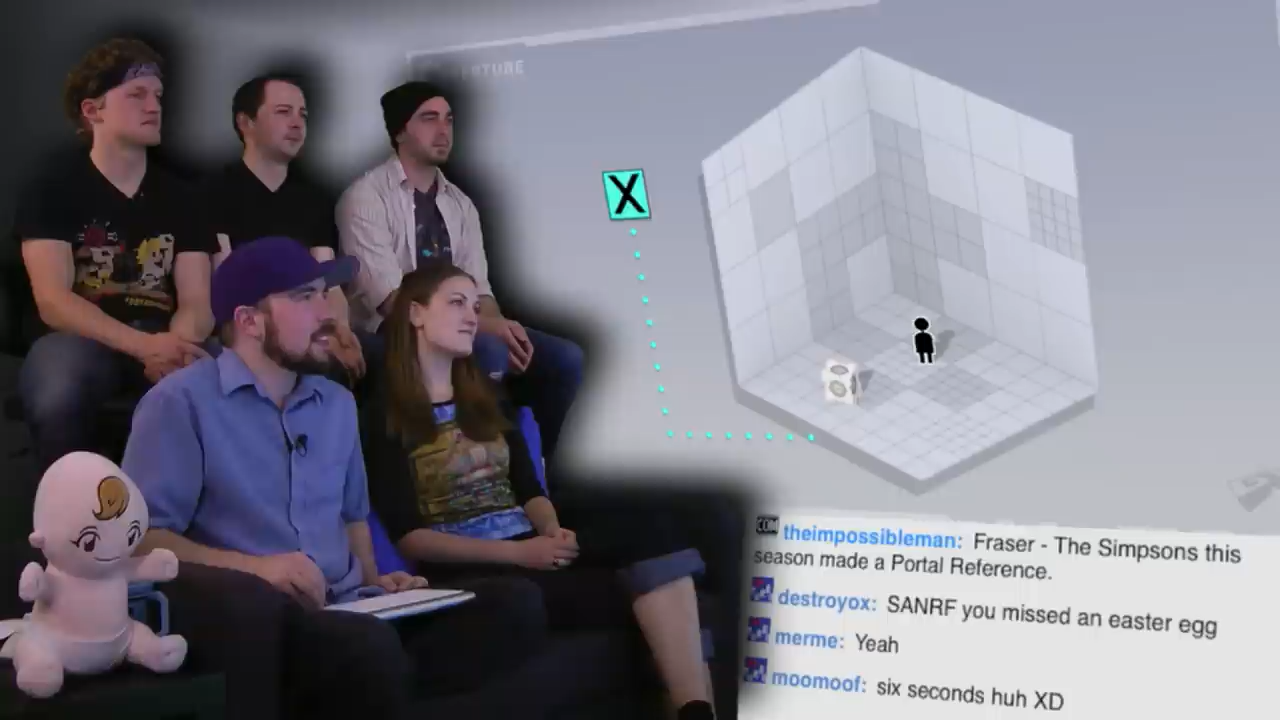 X
theimpossibleman: Fraser - The Simpsons this
season made a Portal Reference.
destroyox: SANRF you missed an easter egg
merme: Yeah
moomoof: six seconds huh XD